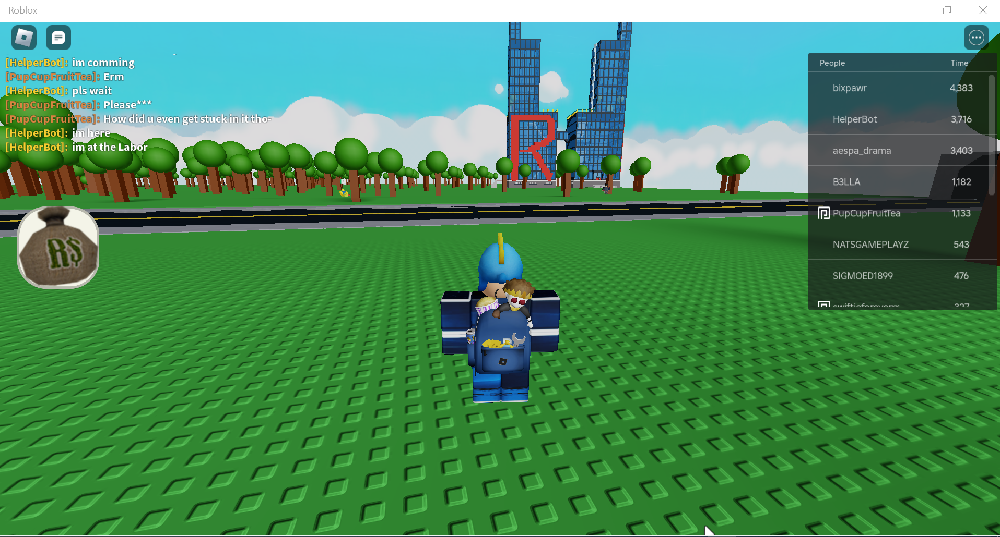 Roblox
[HelperBot]: im comming
[PupCupFruitTea]: Erm
[HelperBot]: pls wait
[PupCupFruitTea]: Please***
[PupCupFruitTea]: How did u even get stuck in it tho-
[HelperBot]: im here
[HelperBot]: im at the Labor
R
R$
People Time
bixpawr 4,383
HelperBot 3,716
aespa_drama 3,403
B3LLA 1,182
PupCupFruitTea 1,133
NATSGAMEPLAYZ 543
SIGMOED1899 476
swiftieforeverrr 327